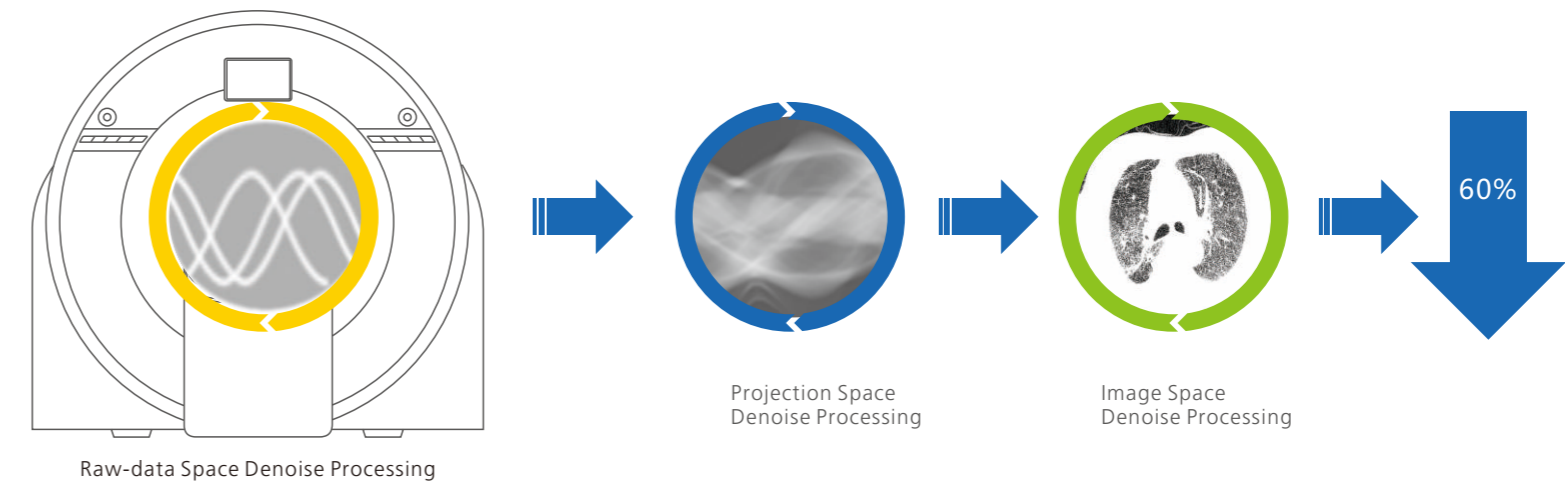 60%
Projection Space
Denoise Processing
Image Space
Denoise Processing
Raw-data Space Denoise Processing